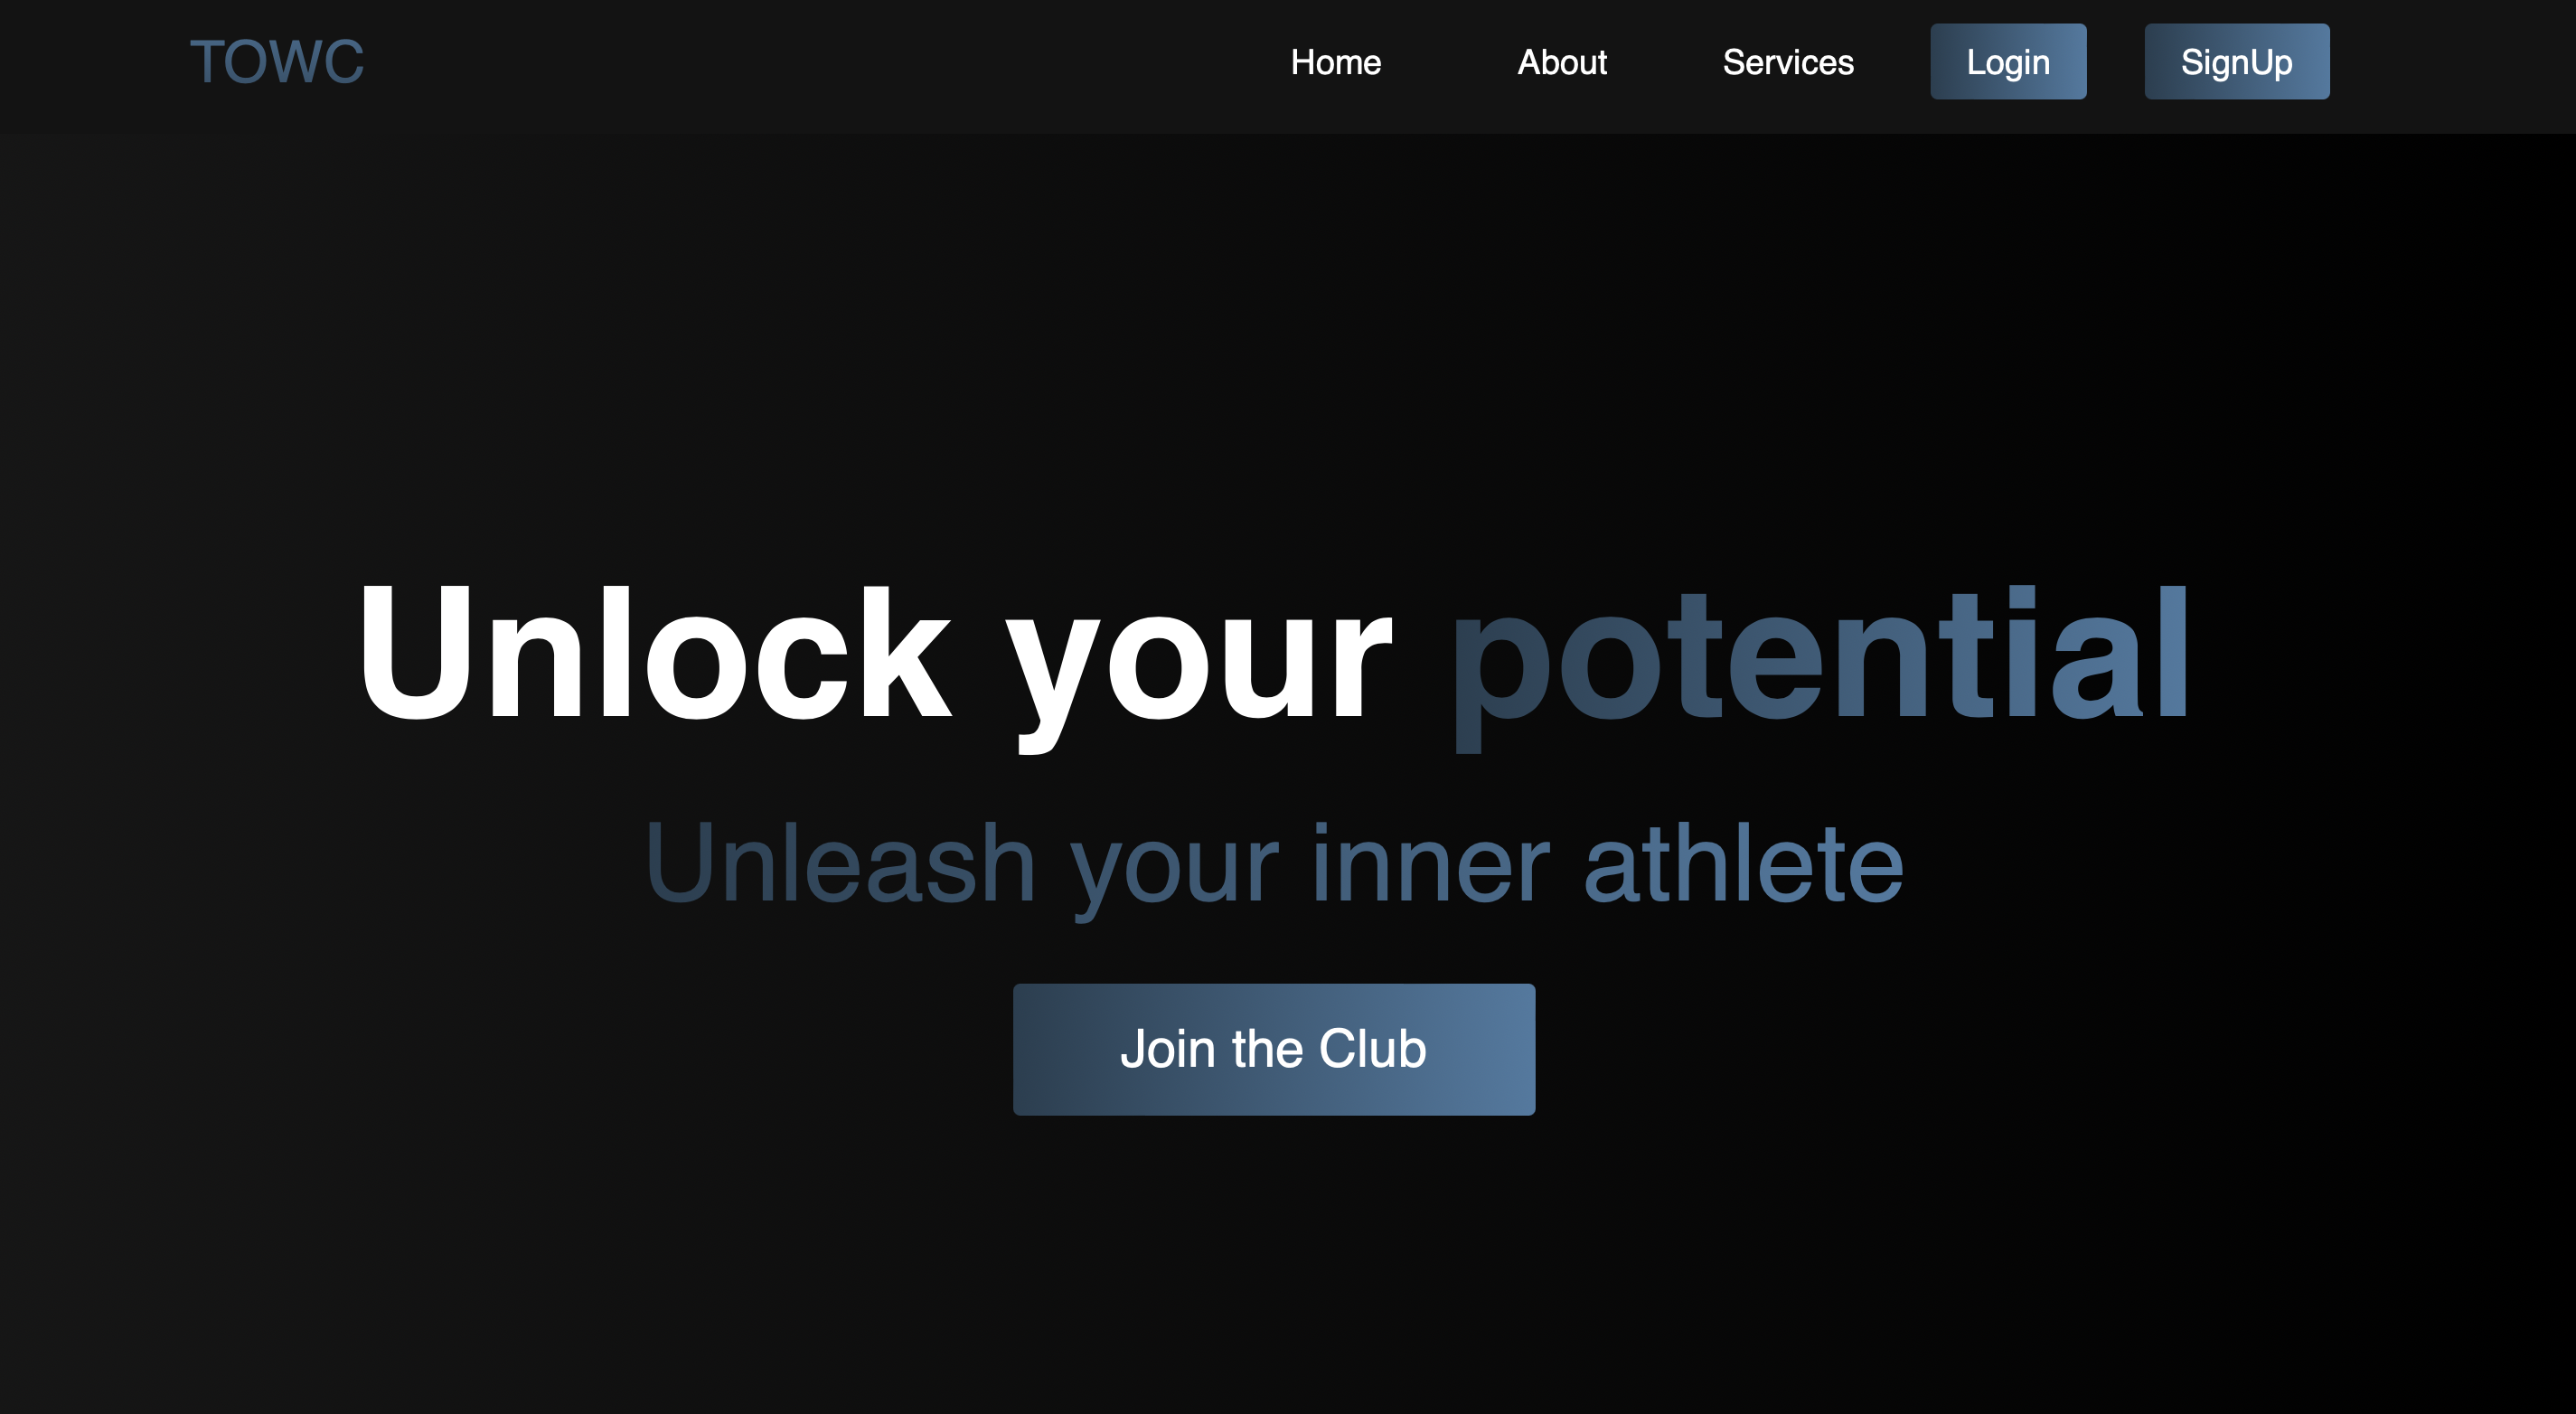 TOWC Home About Services Login SignUp
Unlock your potential
Unleash your inner athlete
Join the Club